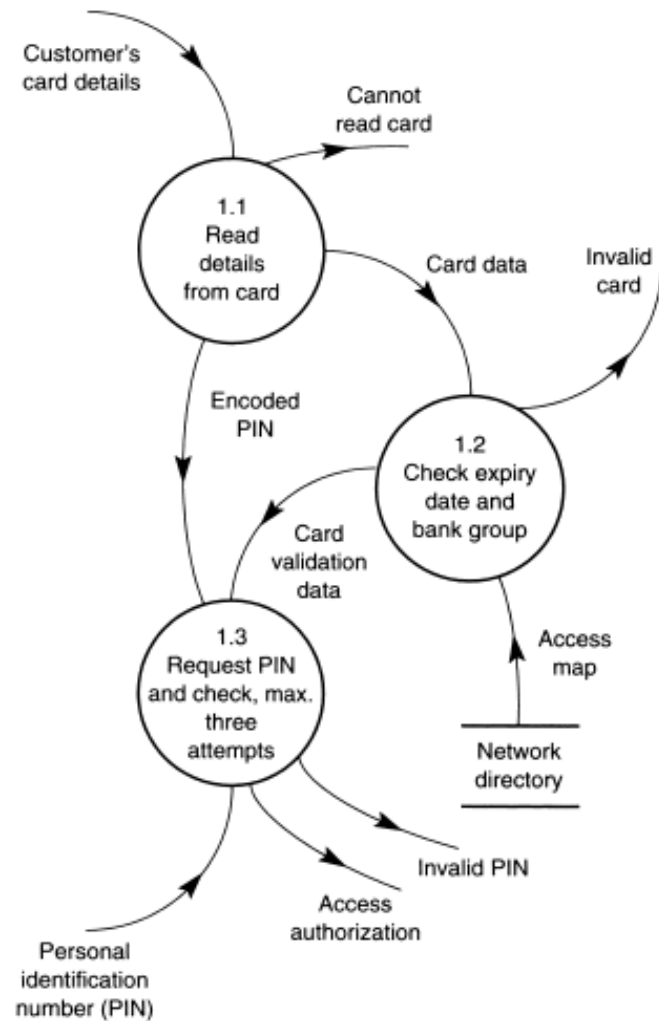 Customer's
card details
Cannot
read card
1.1
Read
details
from card
Card data
Invalid
card
Encoded
PIN
1.2
Check expiry
date and
bank group
Card
validation
data
1.3
Request PIN
and check, max.
three
attempts
Access
map
Network
directory
Invalid PIN
Access
authorization
Personal
identification
number (PIN)